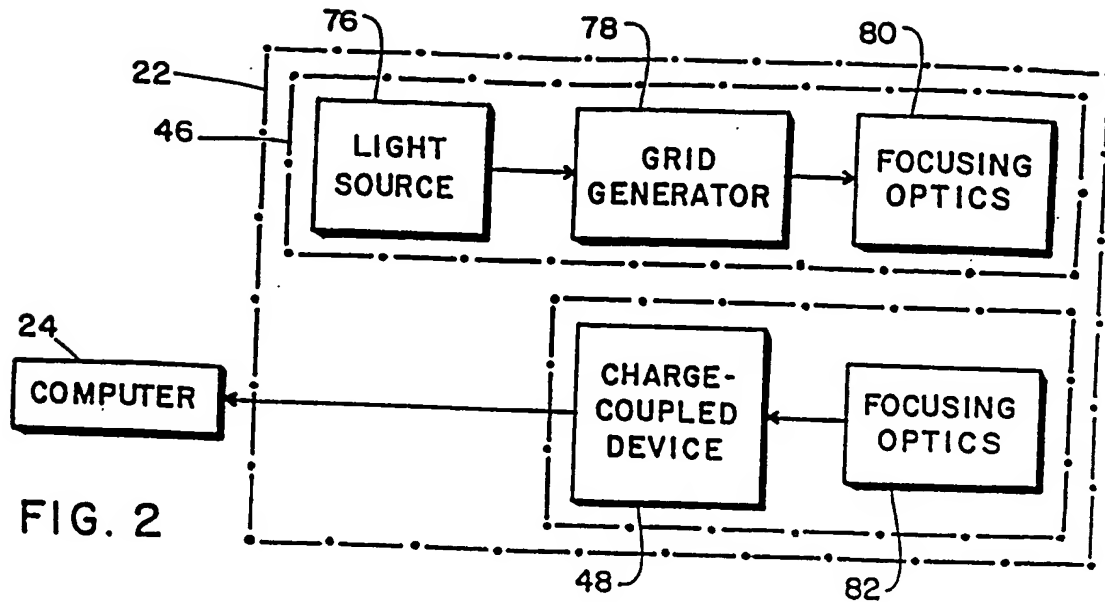 76
78
80
22
46
LIGHT
SOURCE
GRID
GENERATOR
FOCUSING
OPTICS
24
COMPUTER
CHARGE-
COUPLED
DEVICE
FOCUSING
OPTICS
FIG. 2
48
82